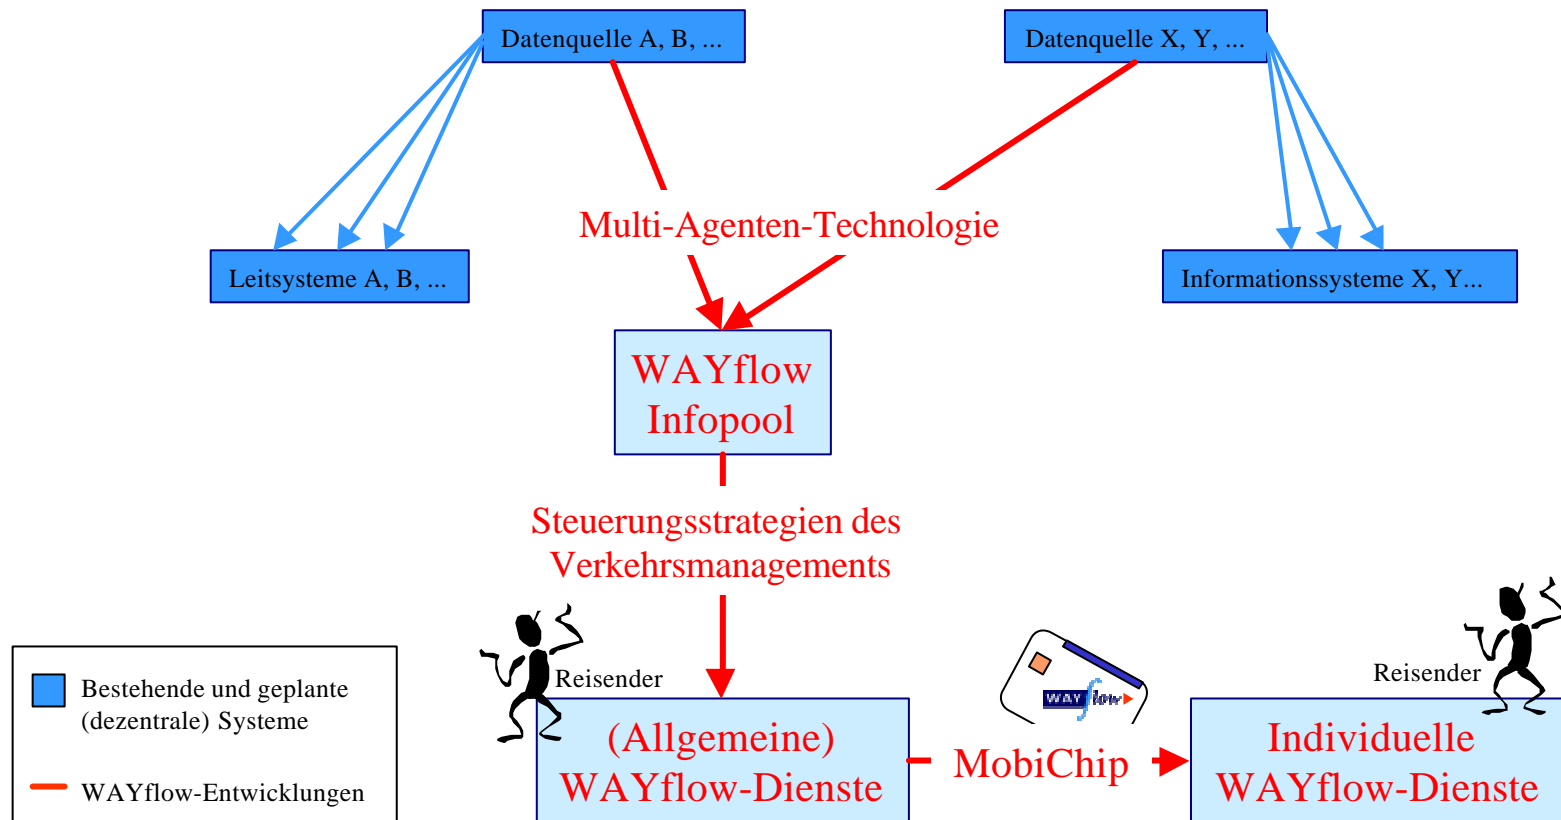 Datenquelle A, B, ...
Datenquelle X, Y, ...
Multi-Agenten-Technologie
Leitsysteme A, B, ...
Informationssysteme X, Y...
WAYflow
Infopool
Steuerungsstrategien des
Verkehrsmanagements
Reisender
Reisender
WAYflow
(Allgemeine)
WAYflow-Dienste
MobiChip
Individuelle
WAYflow-Dienste
Bestehende und geplante
(dezentrale) Systeme
WAYflow-Entwicklungen